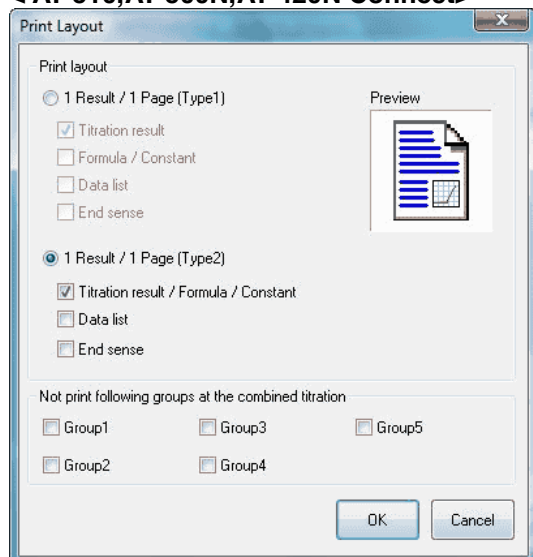 Print Layout
Print layout
1 Result / 1 Page (Type1)
Preview
Titration result
Formula / Constant
Data list
End sense
1 Result / 1 Page (Type2)
Titration result / Formula / Constant
Data list
End sense
Not print following groups at the combined titration
Group1 Group3 Group5
Group2 Group4
OK Cancel